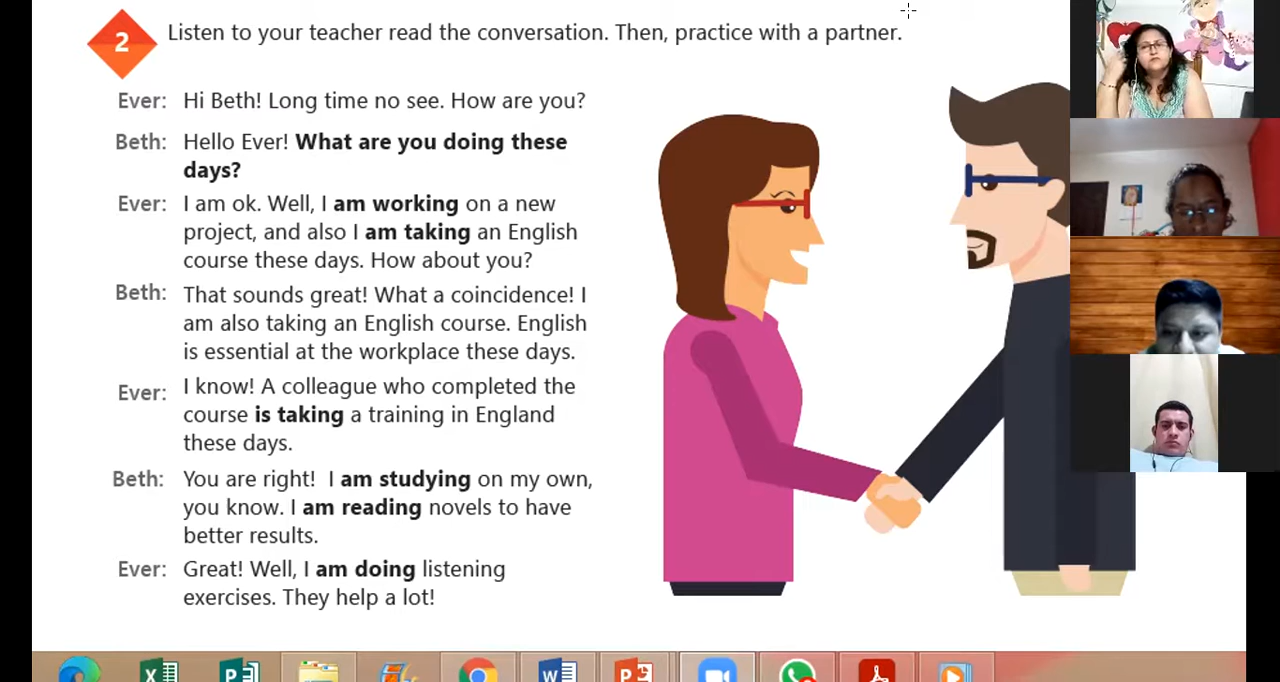 2 Listen to your teacher read the conversation. Then, practice with a partner.
Ever: Hi Beth! Long time no see. How are you?
Beth: Hello Ever! What are you doing these
days?
Ever: I am ok. Well, I am working on a new
project, and also I am taking an English
course these days. How about you?
Beth: That sounds great! What a coincidence! I
am also taking an English course. English
is essential at the workplace these days.
Ever: I know! A colleague who completed the
course is taking a training in England
these days.
Beth: You are right! I am studying on my own,
you know. I am reading novels to have
better results.
Ever: Great! Well, I am doing listening
exercises. They help a lot!